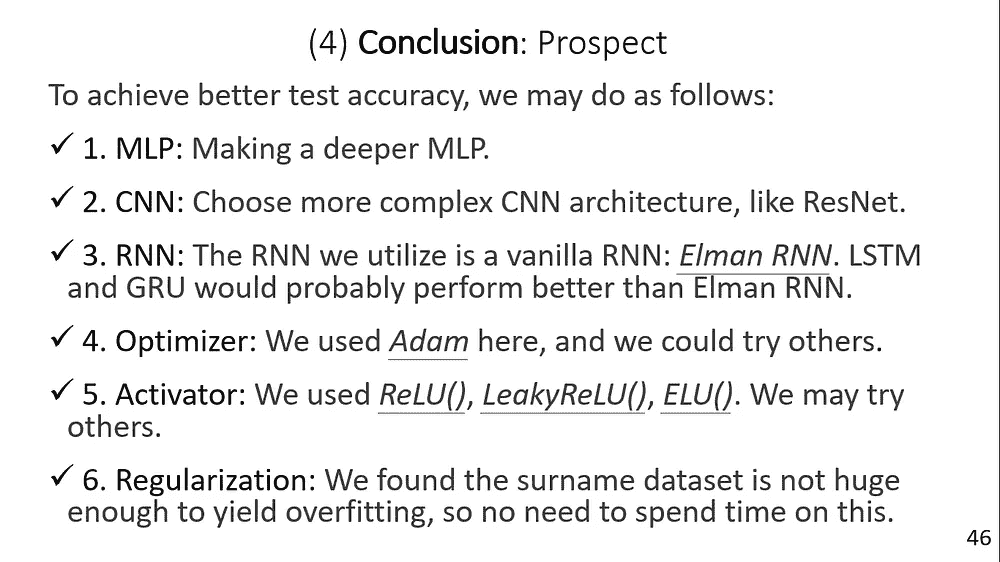 (4) Conclusion: Prospect
To achieve better test accuracy, we may do as follows:
✓ 1. MLP: Making a deeper MLP.
✓ 2. CNN: Choose more complex CNN architecture, like ResNet.
✓ 3. RNN: The RNN we utilize is a vanilla RNN: Elman RNN. LSTM
and GRU would probably perform better than Elman RNN.
✓ 4. Optimizer: We used Adam here, and we could try others.
✓ 5. Activator: We used ReLU(), LeakyReLU(), ELU(). We may try
others.
✓ 6. Regularization: We found the surname dataset is not huge
enough to yield overfitting, so no need to spend time on this.
46